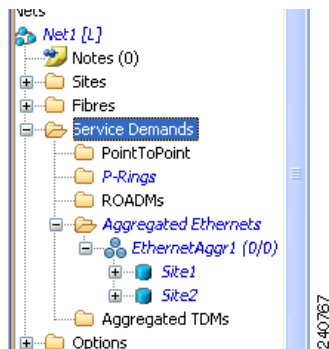 Nets
Net1 [L]
Notes (0)
Sites
Fibres
Service Demands
PointToPoint
P-Rings
ROADMs
Aggregated Ethernets
EthernetAggr1 (0/0)
Site1
Site2
Aggregated TDMs
Options
240767